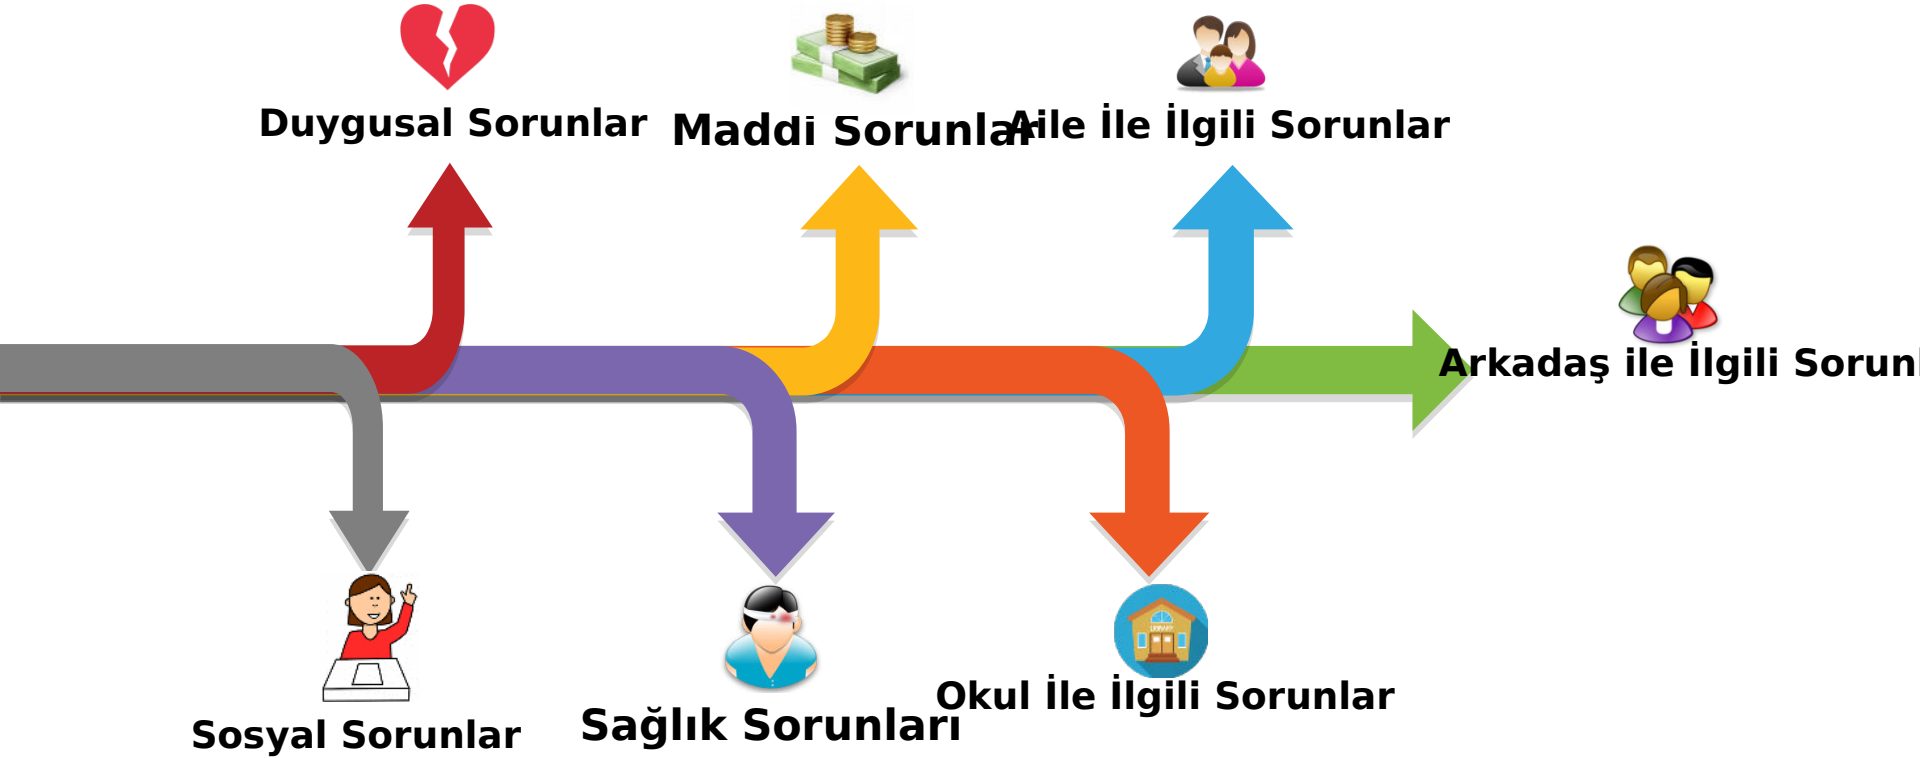 Duygusal Sorunlar
Maddi Sorunlar
Aile İle İlgili Sorunlar
Arkadaş ile İlgili Sorunl
Sosyal Sorunlar
Sağlık Sorunları
Okul İle İlgili Sorunlar
LIBRARY